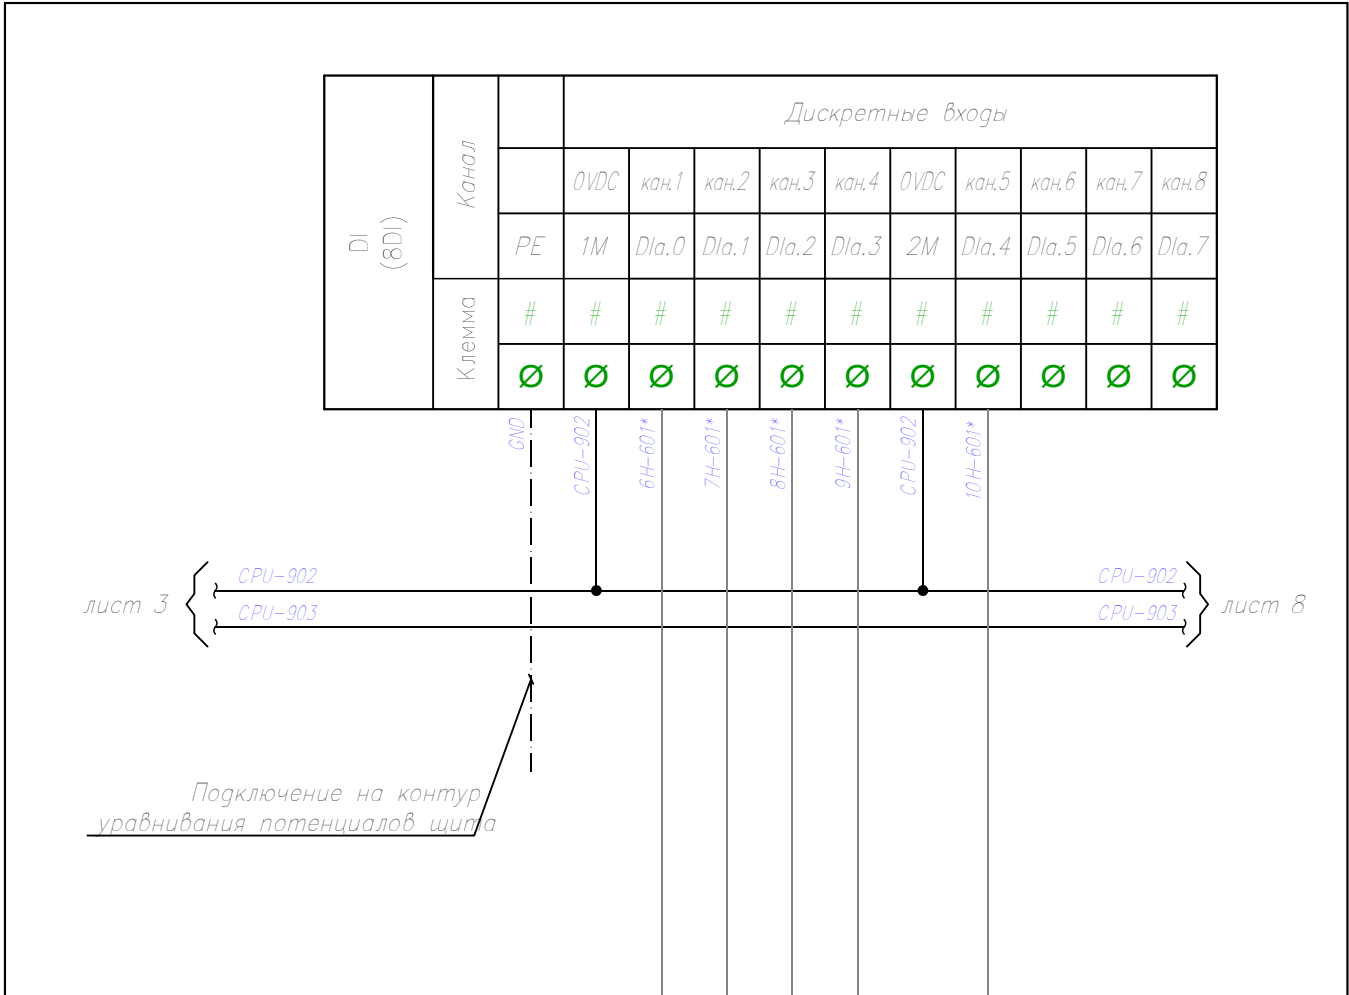 Дискретные входы
DI
(8DI)
Канал
0VDC кан.1 кан.2 кан.3 кан.4 0VDC кан.5 кан.6 кан.7 кан.8
PE 1M DIa.0 DIa.1 DIa.2 DIa.3 2M DIa.4 DIa.5 DIa.6 DIa.7
Клемма
# # # # # # # # # # #
Ø Ø Ø Ø Ø Ø Ø Ø Ø Ø Ø
GND CPU-902 6H-601* 7H-601* 8H-601* 9H-601* CPU-902 10H-601*
CPU-902 CPU-902
лист 3 лист 8
CPU-903 CPU-903
Подключение на контур
уравнивания потенциалов щита